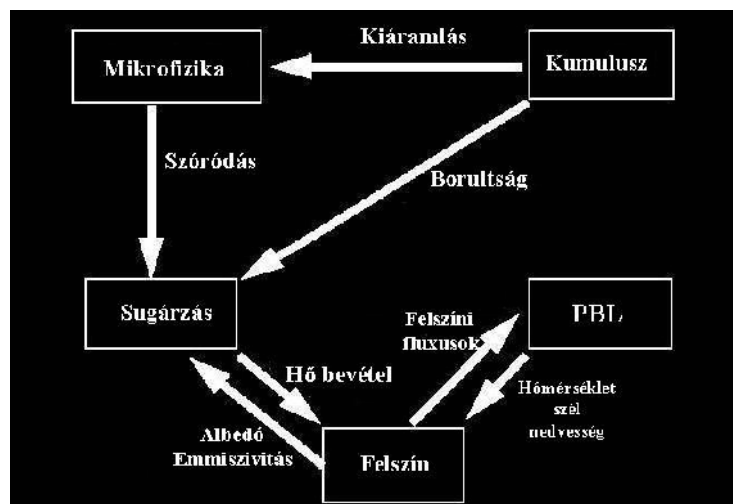 Kiáramlás
Mikrofizika
Kumulusz
Szóródás
Borultság
Sugárzás
Felszíni
fluxusok
PBL
Hő bevétel
Hőmérséklet
szél
nedvesség
Albedó
Emmiszivitás
Felszín